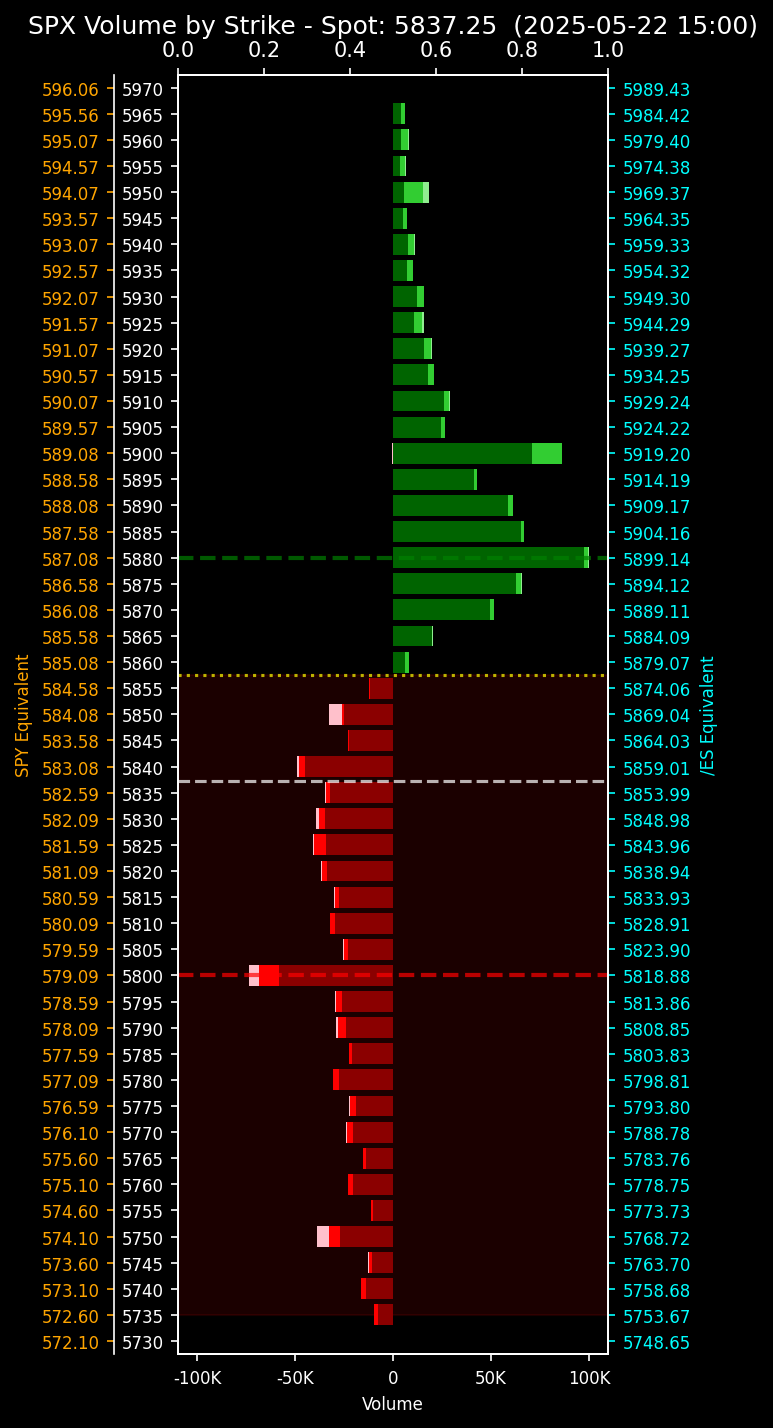 SPX Volume by Strike - Spot: 5837.25 (2025-05-22 15:00)
0.0 0.2 0.4 0.6 0.8 1.0
596.06 5970 5989.43
595.56 5965 5984.42
595.07 5960 5979.40
594.57 5955 5974.38
594.07 5950 5969.37
593.57 5945 5964.35
593.07 5940 5959.33
592.57 5935 5954.32
592.07 5930 5949.30
591.57 5925 5944.29
591.07 5920 5939.27
590.57 5915 5934.25
590.07 5910 5929.24
589.57 5905 5924.22
589.08 5900 5919.20
588.58 5895 5914.19
588.08 5890 5909.17
587.58 5885 5904.16
587.08 5880 5899.14
586.58 5875 5894.12
586.08 5870 5889.11
585.58 5865 5884.09
585.08 5860 5879.07
584.58 5855 5874.06
584.08 5850 5869.04
583.58 5845 5864.03
583.08 5840 5859.01
582.59 5835 5853.99
582.09 5830 5848.98
581.59 5825 5843.96
581.09 5820 5838.94
580.59 5815 5833.93
580.09 5810 5828.91
579.59 5805 5823.90
579.09 5800 5818.88
578.59 5795 5813.86
578.09 5790 5808.85
577.59 5785 5803.83
577.09 5780 5798.81
576.59 5775 5793.80
576.10 5770 5788.78
575.60 5765 5783.76
575.10 5760 5778.75
574.60 5755 5773.73
574.10 5750 5768.72
573.60 5745 5763.70
573.10 5740 5758.68
572.60 5735 5753.67
572.10 5730 5748.65
SPY Equivalent
/ES Equivalent
-100K -50K 0 50K 100K
Volume